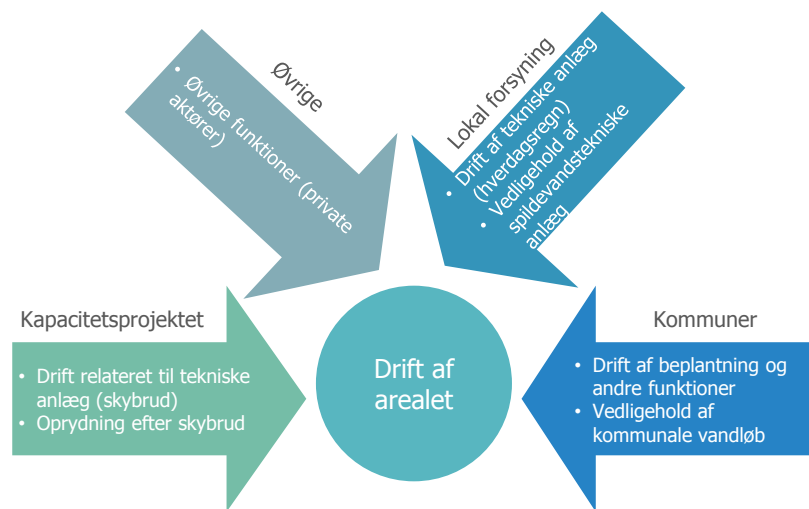 Øvrige
• Øvrige funktioner (private
aktører)
Lokal forsyning
• Drift af tekniske anlæg
(hverdagsregn)
• Vedligehold af
spildevandstekniske
anlæg
Kapacitetsprojektet
• Drift relateret til tekniske
anlæg (skybrud)
• Oprydning efter skybrud
Drift af
arealet
Kommuner
• Drift af beplantning og
andre funktioner
• Vedligehold af
kommunale vandløb